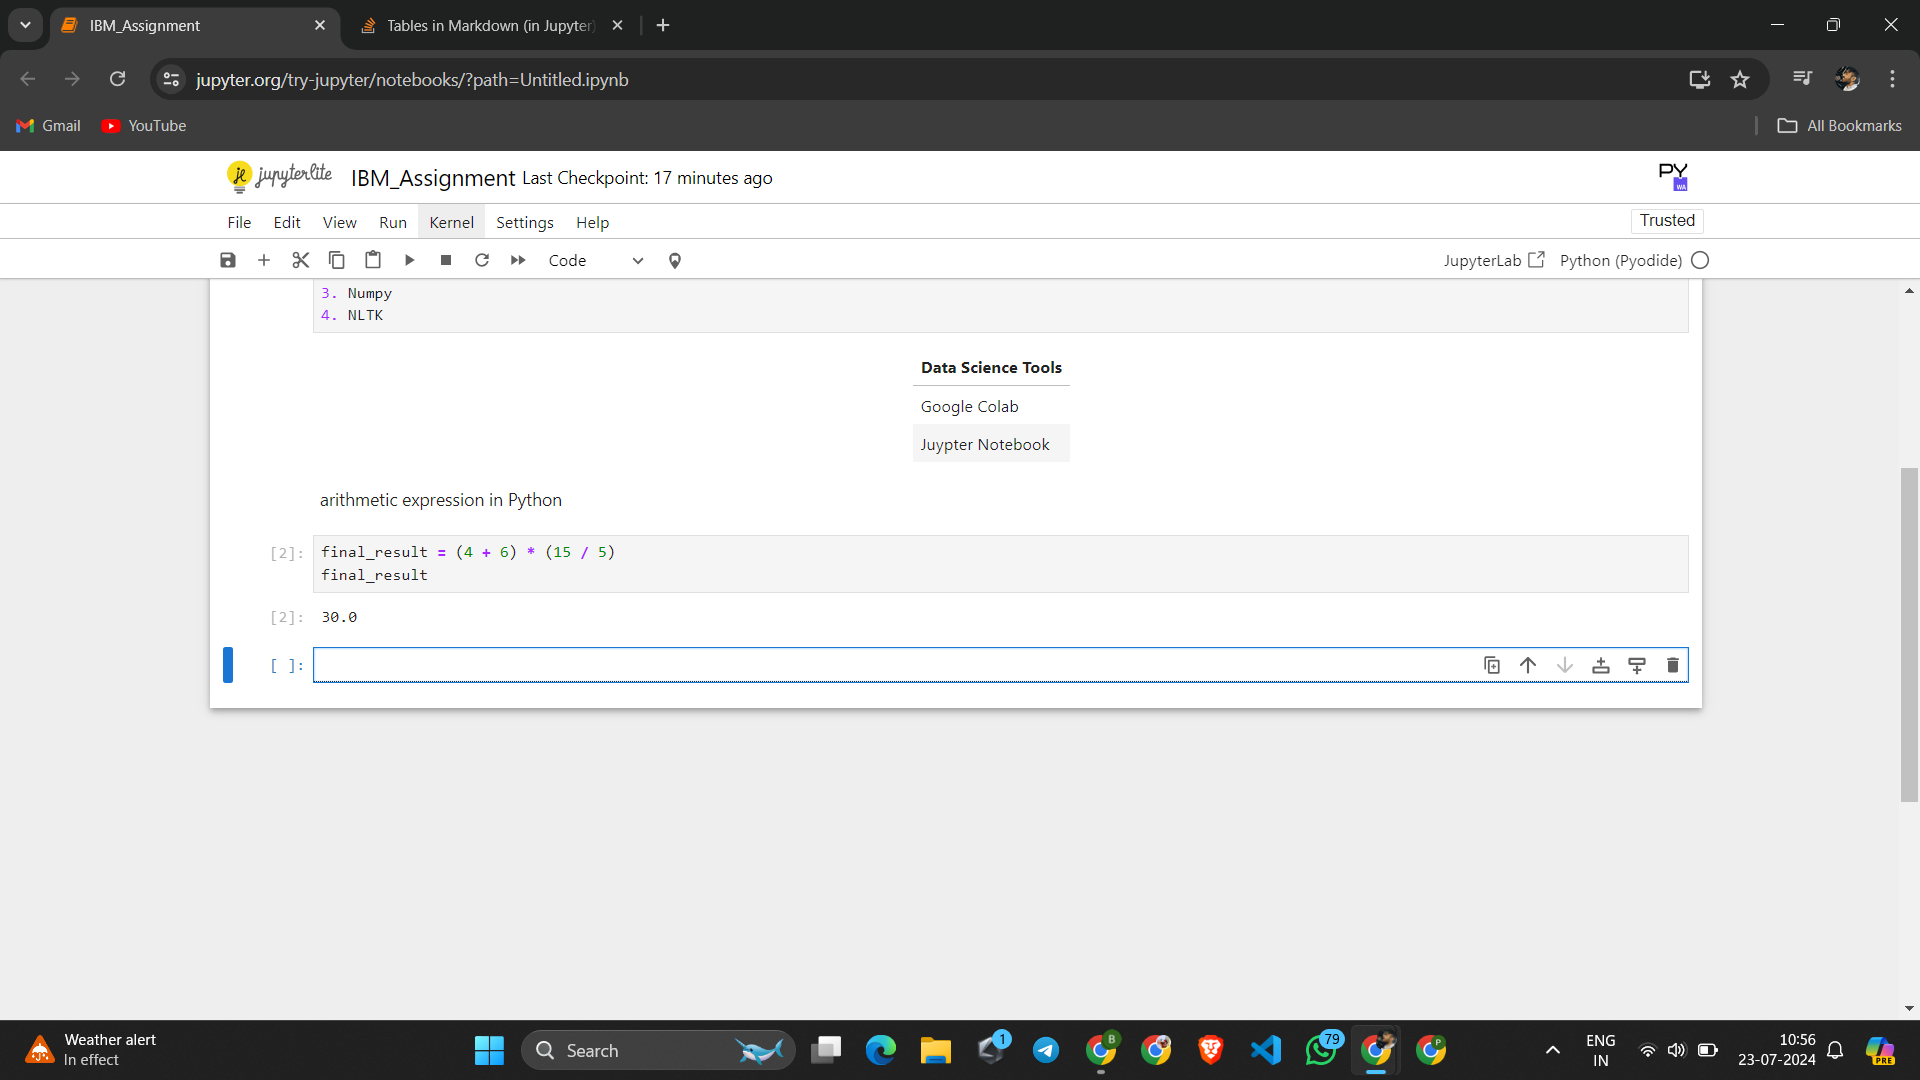 IBM_Assignment
Tables in Markdown (in Jupyter)
jupyter.org/try-jupyter/notebooks/?path=Untitled.ipynb
Gmail
YouTube
All Bookmarks
jupyterlite
IBM_Assignment Last Checkpoint: 17 minutes ago
PY
WA
File Edit View Run Kernel Settings Help
Trusted
Code
JupyterLab
Python (Pyodide)
3. Numpy
4. NLTK
Data Science Tools
Google Colab
Juypter Notebook
arithmetic expression in Python
[2]: final_result = (4 + 6) * (15 / 5)
final_result
[2]: 30.0
[ ]:
Weather alert
In effect
Search
1
B
79
P
ENG
IN
10:56
23-07-2024
PRE